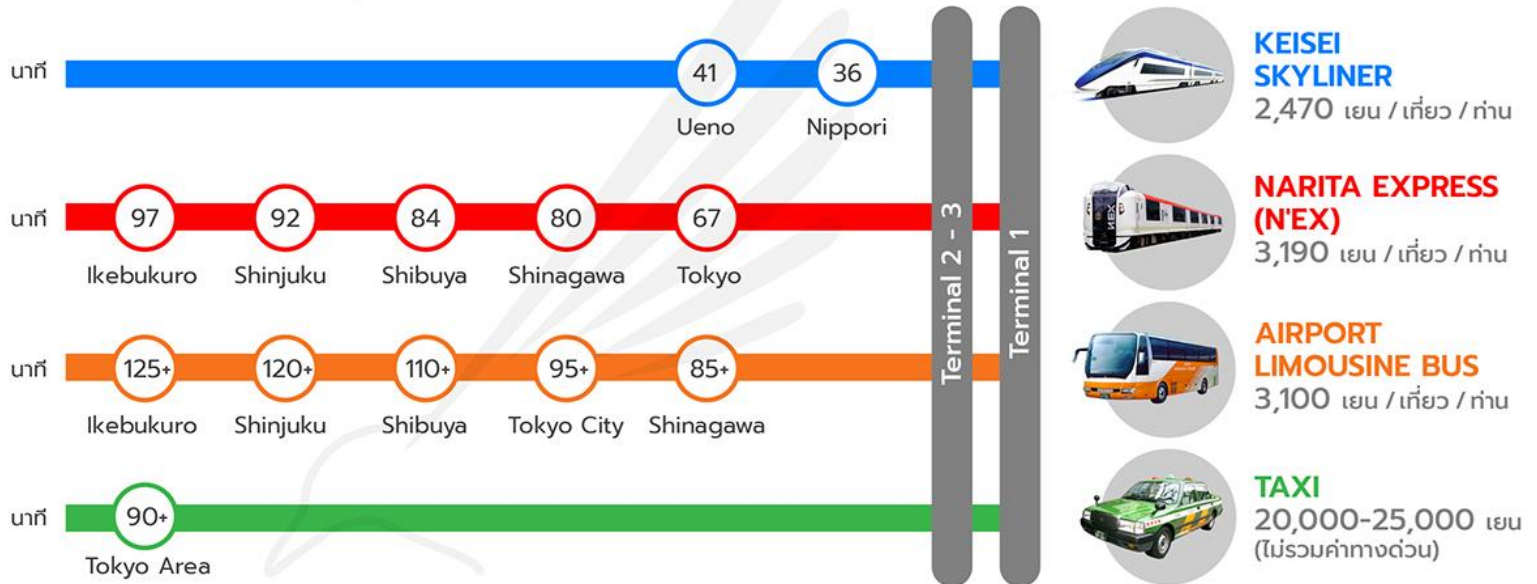 นาที
41
36
Ueno
Nippori
KEISEI
SKYLINER
2,470 เยน / เที่ยว / ท่าน
นาที
97
92
84
80
67
Ikebukuro
Shinjuku
Shibuya
Shinagawa
Tokyo
NARITA EXPRESS
(N'EX)
3,190 เยน / เที่ยว / ท่าน
Terminal 2 - 3
Terminal 1
นาที
125+
120+
110+
95+
85+
Ikebukuro
Shinjuku
Shibuya
Tokyo City
Shinagawa
AIRPORT
LIMOUSINE BUS
3,100 เยน / เที่ยว / ท่าน
นาที
90+
Tokyo Area
TAXI
20,000-25,000 เยน
(ไม่รวมค่าทางด่วน)